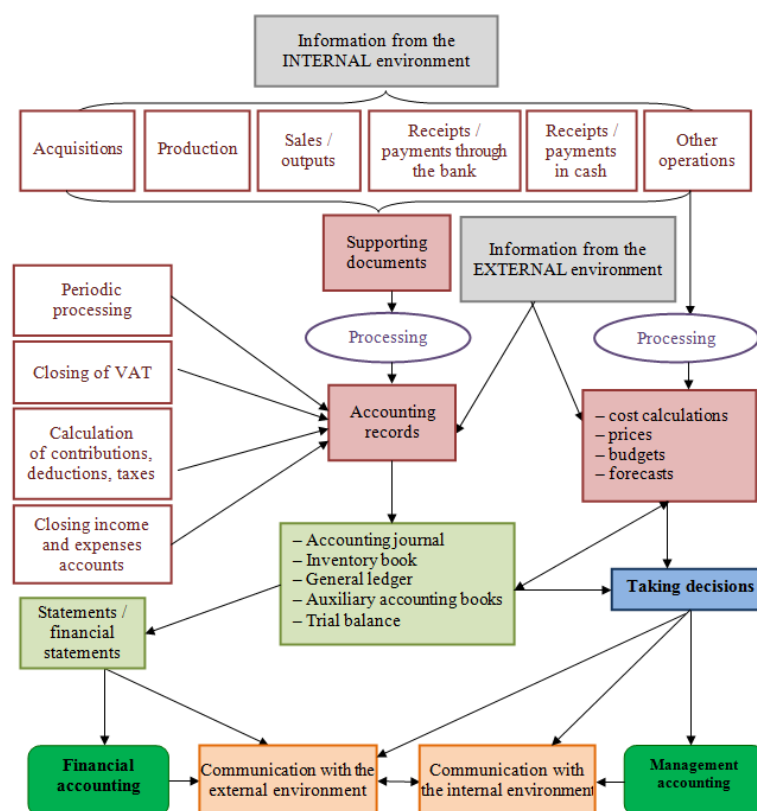 Information from the
INTERNAL environment
Acquisitions
Production
Sales /
outputs
Receipts /
payments through
the bank
Receipts /
payments
in cash
Other
operations
Supporting
documents
Information from the
EXTERNAL environment
Periodic
processing
Processing
Processing
Closing of VAT
Accounting
records
– cost calculations
– prices
– budgets
– forecasts
Calculation
of contributions,
deductions, taxes
Closing income
and expenses
accounts
– Accounting journal
– Inventory book
– General ledger
– Auxiliary accounting books
– Trial balance
Taking decisions
Statements /
financial
statements
Financial
accounting
Communication with the
external environment
Communication with
the internal environment
Management
accounting